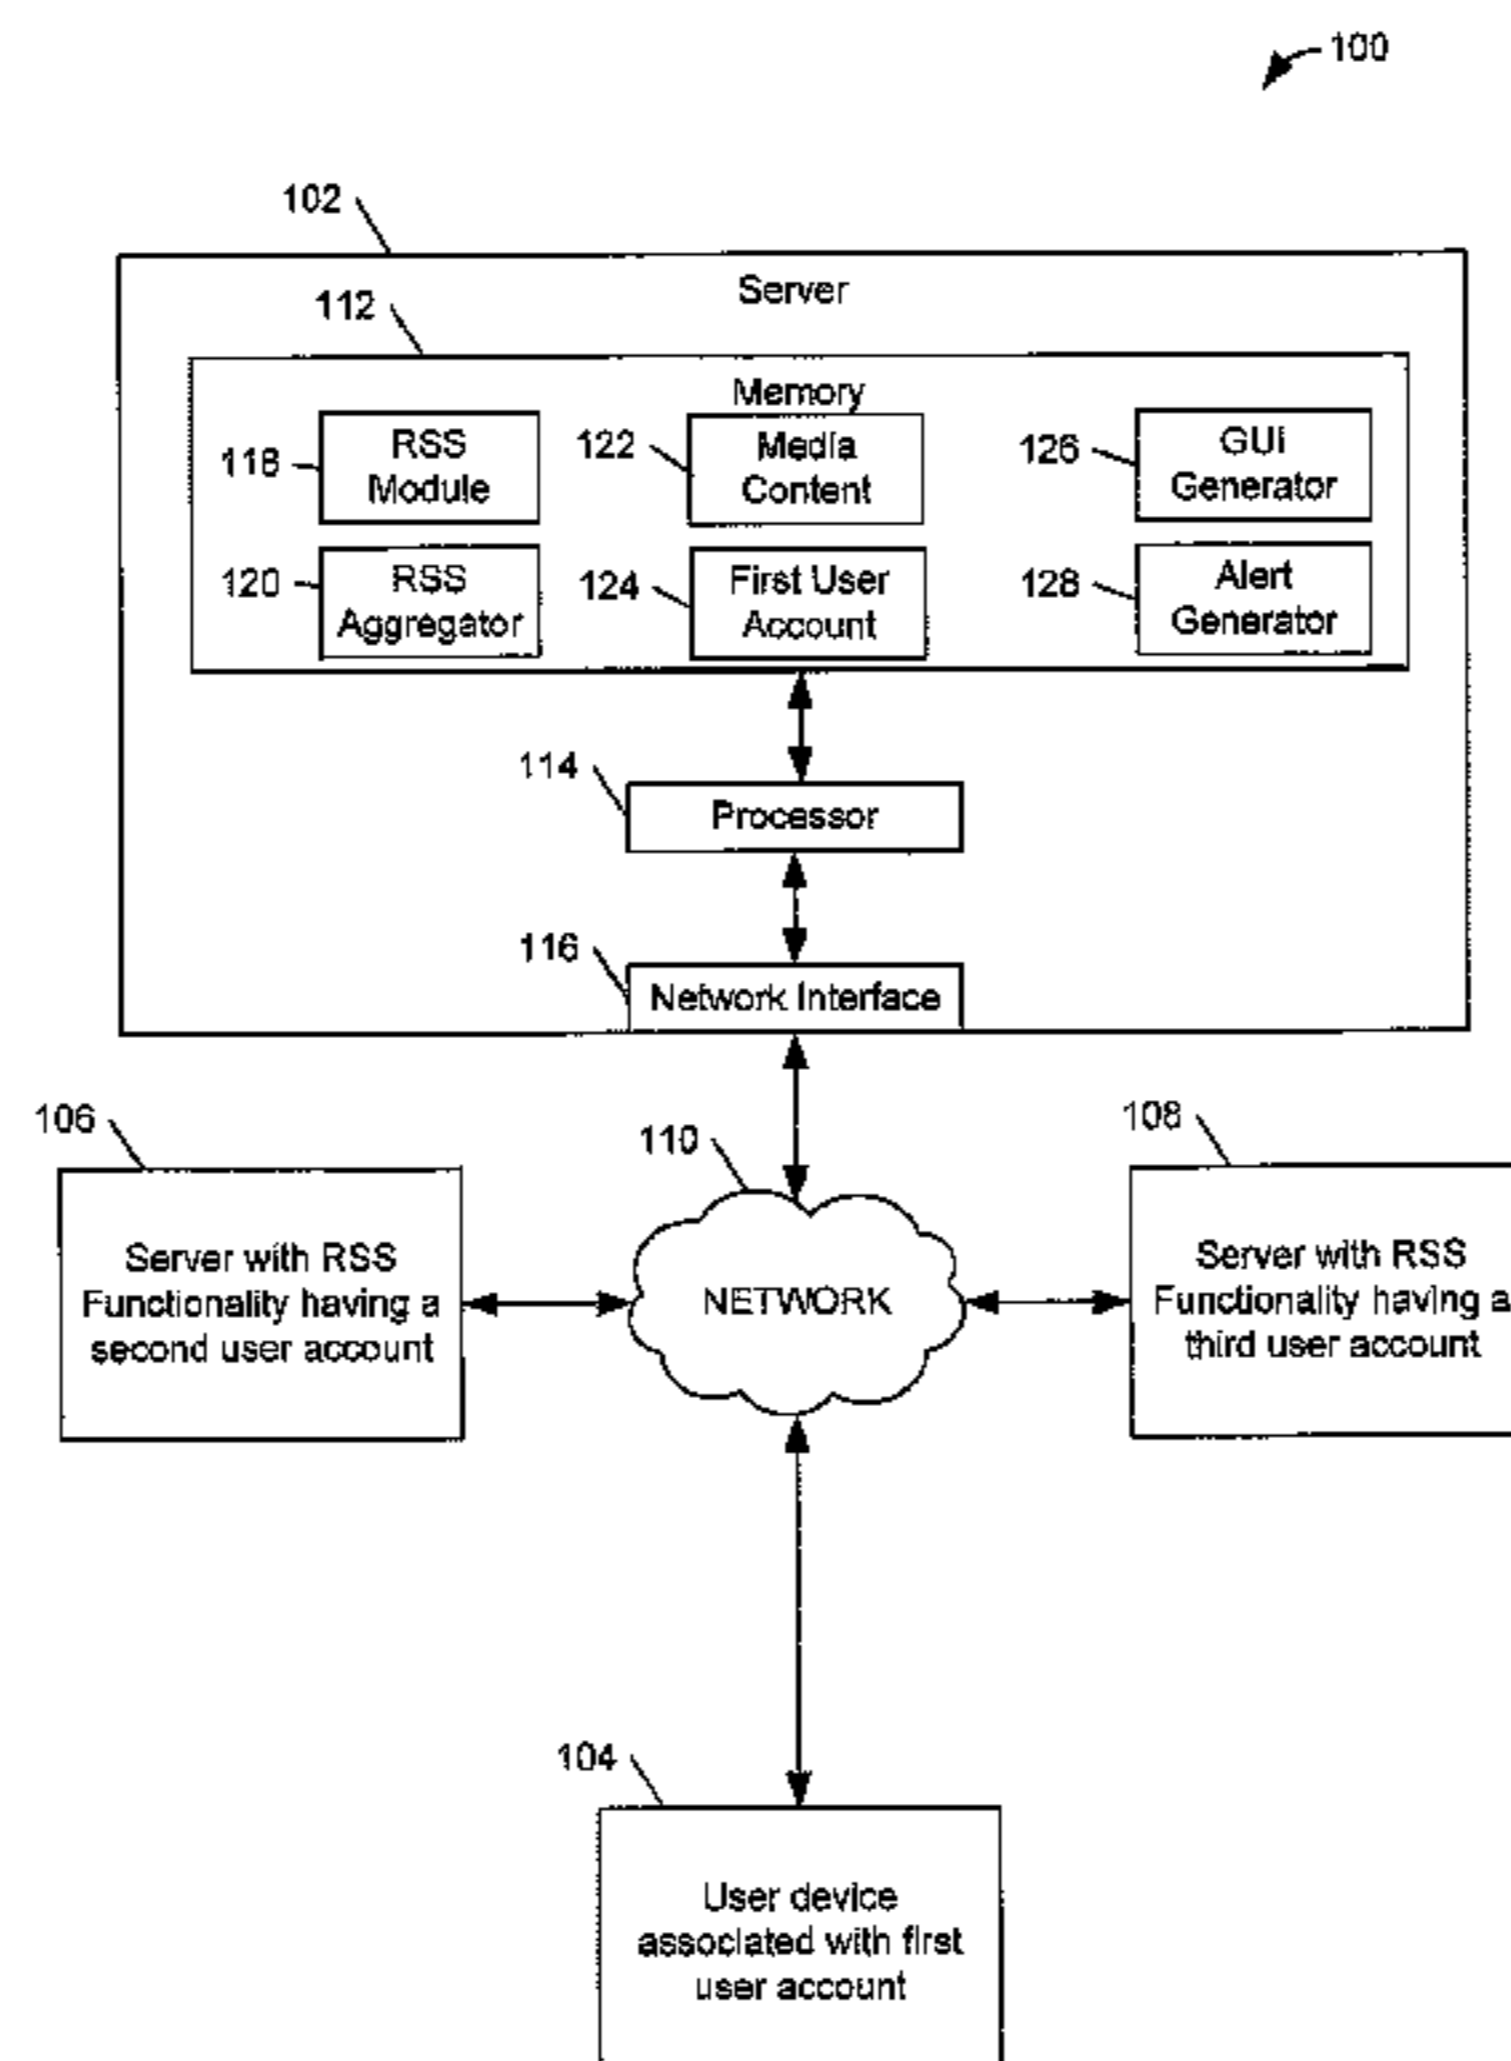 100
102
Server
112
Memory
118
RSS
Module
122
Media
Content
126
GUI
Generator
120
RSS
Aggregator
124
First User
Account
128
Alert
Generator
114
Processor
116
Network Interface
106
Server with RSS
Functionality having a
second user account
110
NETWORK
108
Server with RSS
Functionality having a
third user account
104
User device
associated with first
user account